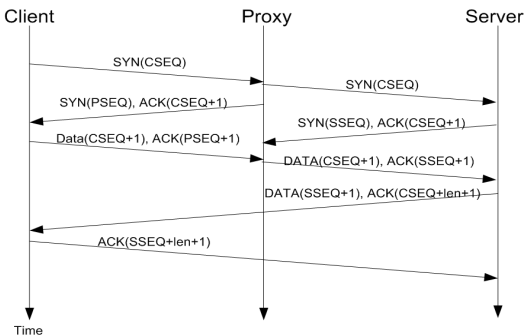 Client
Proxy
Server
SYN(CSEQ)
SYN(CSEQ)
SYN(PSEQ), ACK(CSEQ+1)
SYN(SSEQ), ACK(CSEQ+1)
Data(CSEQ+1), ACK(PSEQ+1)
DATA(CSEQ+1), ACK(SSEQ+1)
DATA(SSEQ+1), ACK(CSEQ+len+1)
ACK(SSEQ+len+1)
Time